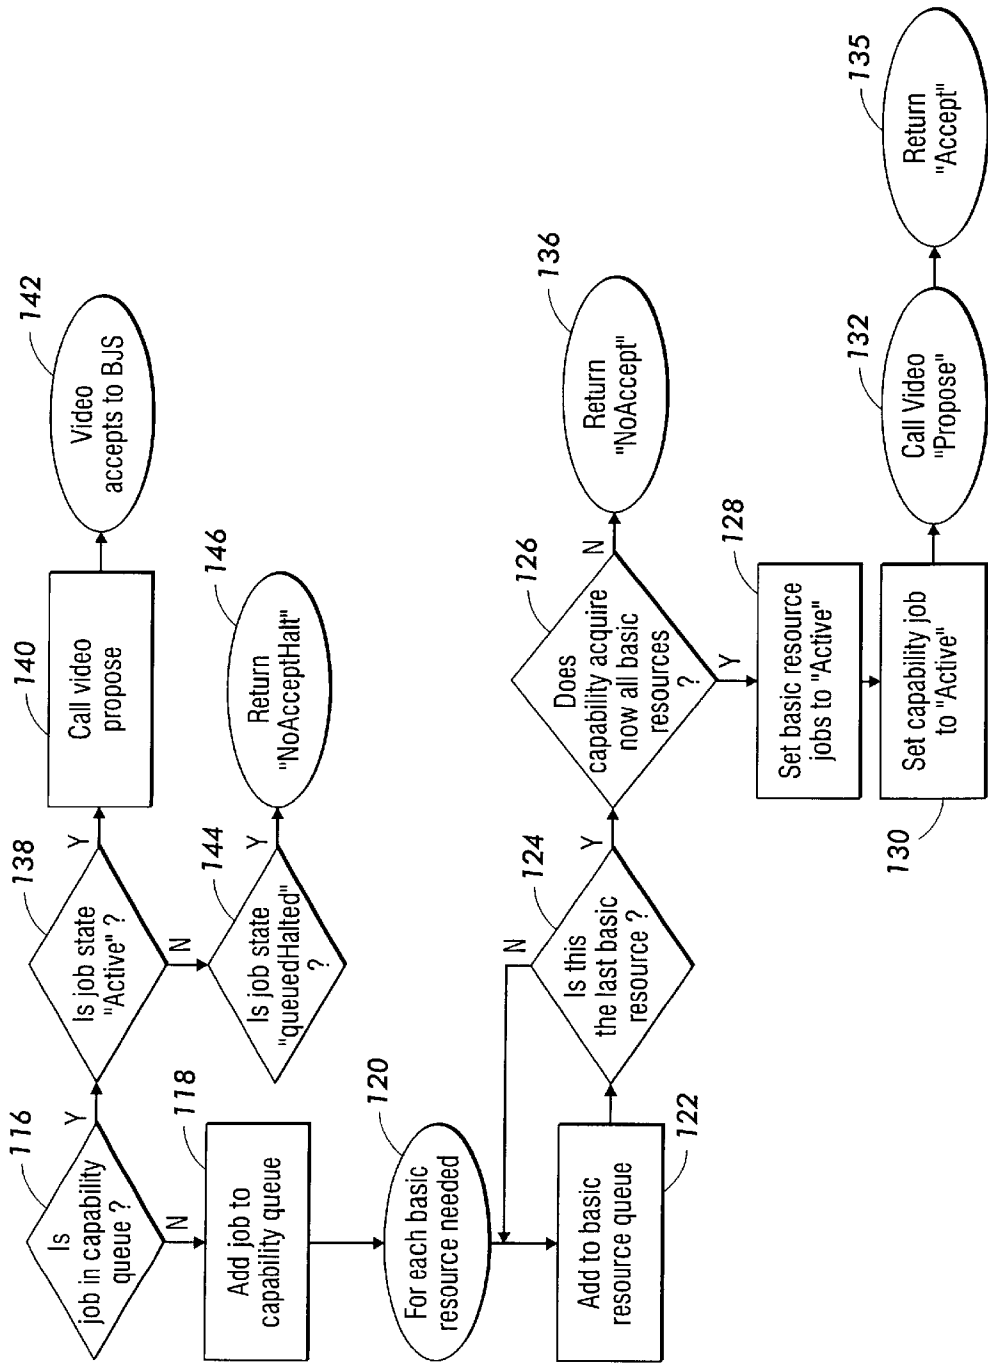 116
Is
job in capability
queue ?
Y
N
138
Is job state
"Active" ?
Y
N
140
Call video
propose
142
Video
accepts to BJS
144
Is job state
"queuedHalted"
?
Y
146
Return
"NoAcceptHalt"
118
Add job to
capability queue
120
For each basic
resource needed
122
Add to basic
resource queue
124
Is this
the last basic
resource ?
N
Y
126
Does
capability acquire
now all basic
resources
?
N
Y
136
Return
"NoAccept"
128
Set basic resource
jobs to "Active"
130
Set capability job
to "Active"
132
Call Video
"Propose"
135
Return
"Accept"